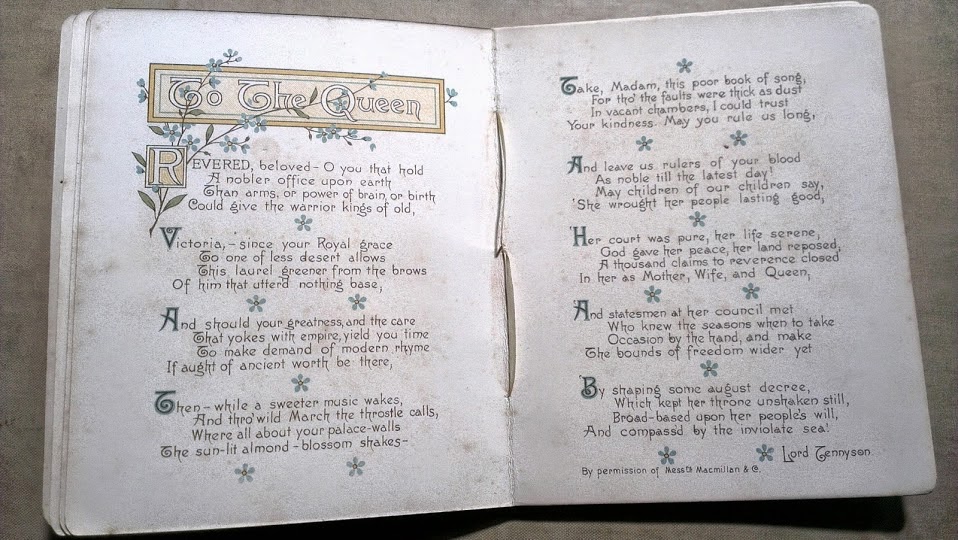 To The Queen
REVERED, beloved – O you that hold
A nobler office upon earth
Than arms, or power of brain, or birth
Could give the warrior kings of old,
Victoria, – since your Royal grace
To one of less desert allows
This laurel greener from the brows
Of him that utter'd nothing base,
And should your greatness, and the care
That yokes with empire, yield you time
To make demand of modern rhyme
If aught of ancient worth be there,
Then – while a sweeter music wakes,
And thro' wild March the throstle calls,
Where all about your palace-walls
The sun-lit almond-blossom shakes –
Take, Madam, this poor book of song,
For tho' the faults were thick as dust
In vacant chambers, I could trust
Your kindness. May you rule us long,
And leave us rulers of your blood
As noble till the latest day!
May children of our children say,
'She wrought her people lasting good,
'Her court was pure, her life serene,
God gave her peace, her land reposed,
A thousand claims to reverence closed
In her as Mother, Wife, and Queen,
'And statesmen at her council met
Who knew the seasons when to take
Occasion by the hand, and make
The bounds of freedom wider yet
'By shaping some august decree,
Which kept her throne unshaken still,
Broad-based upon her people's will,
And compass'd by the inviolate sea!
Lord Tennyson
By permission of Messrs Macmillan & Co.